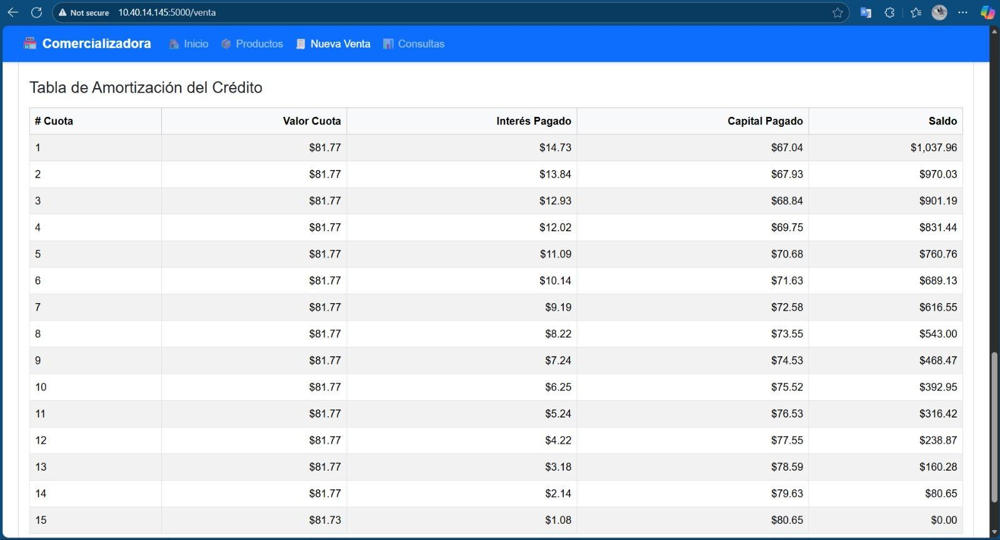 Not secure 10.40.14.145:5000/venta
Comercializadora Inicio Productos Nueva Venta Consultas
Tabla de Amortización del Crédito
# Cuota Valor Cuota Interés Pagado Capital Pagado Saldo
1 $81.77 $14.73 $67.04 $1,037.96
2 $81.77 $13.84 $67.93 $970.03
3 $81.77 $12.93 $68.84 $901.19
4 $81.77 $12.02 $69.75 $831.44
5 $81.77 $11.09 $70.68 $760.76
6 $81.77 $10.14 $71.63 $689.13
7 $81.77 $9.19 $72.58 $616.55
8 $81.77 $8.22 $73.55 $543.00
9 $81.77 $7.24 $74.53 $468.47
10 $81.77 $6.25 $75.52 $392.95
11 $81.77 $5.24 $76.53 $316.42
12 $81.77 $4.22 $77.55 $238.87
13 $81.77 $3.18 $78.59 $160.28
14 $81.77 $2.14 $79.63 $80.65
15 $81.73 $1.08 $80.65 $0.00